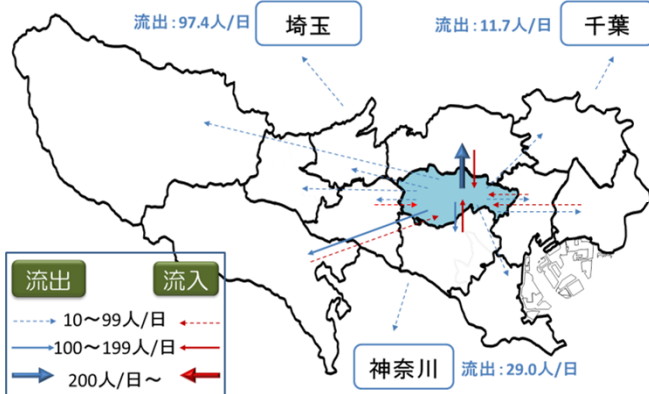 流出:97.4人/日
埼玉
流出:11.7人/日
千葉
流出
流入
10～99人/日
100～199人/日
200人/日～
神奈川
流出:29.0人/日